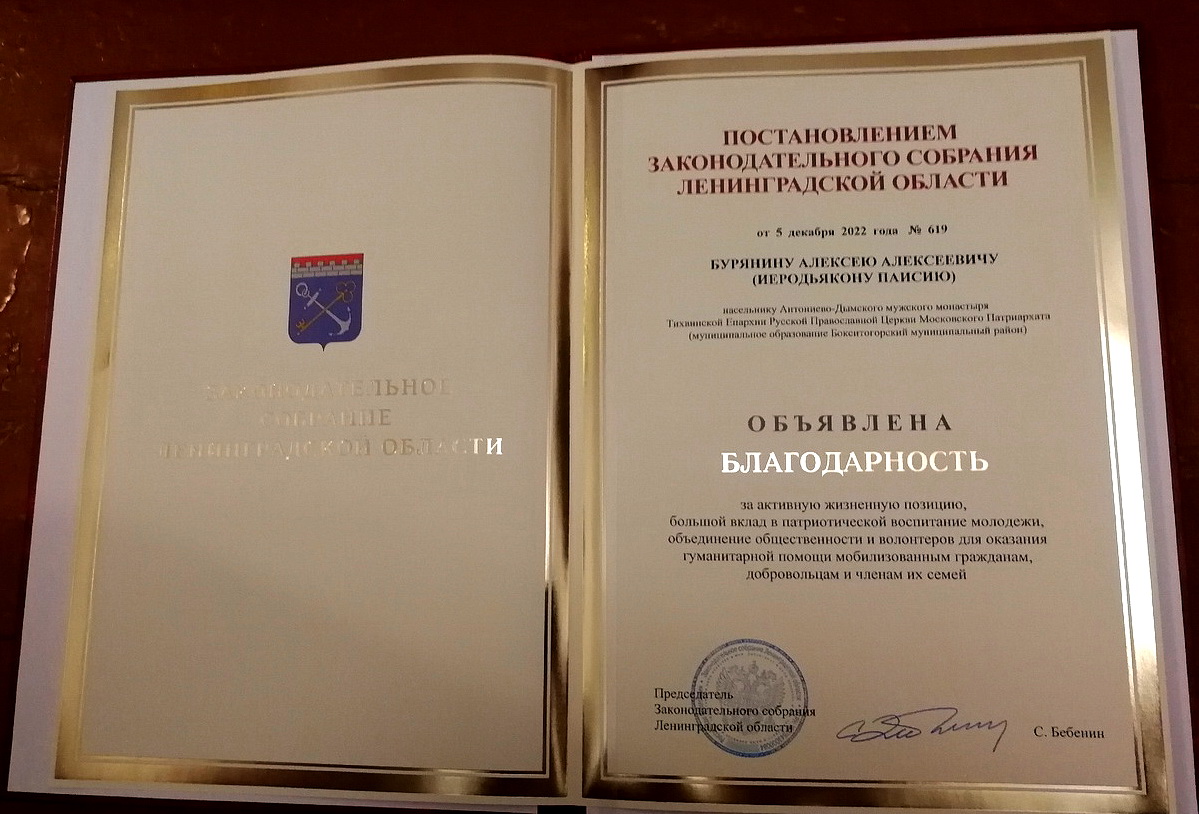 ЗАКОНОДАТЕЛЬНОЕ
СОБРАНИЕ
ЛЕНИНГРАДСКОЙ ОБЛАСТИ
ПОСТАНОВЛЕНИЕМ
ЗАКОНОДАТЕЛЬНОГО СОБРАНИЯ
ЛЕНИНГРАДСКОЙ ОБЛАСТИ
от 5 декабря 2022 года № 619
БУРЯНИНУ АЛЕКСЕЮ АЛЕКСЕЕВИЧУ
(ИЕРОДЬЯКОНУ ПАИСИЮ)
насельнику Антониево-Дымского мужского монастыря
Тихвинской Епархии Русской Православной Церкви Московского Патриархата
(муниципальное образование Бокситогорский муниципальный район)
ОБЪЯВЛЕНА
БЛАГОДАРНОСТЬ
за активную жизненную позицию,
большой вклад в патриотической воспитание молодежи,
объединение общественности и волонтеров для оказания
гуманитарной помощи мобилизованным гражданам,
добровольцам и членам их семей
Председатель
Законодательного собрания
Ленинградской области
С. Бебенин